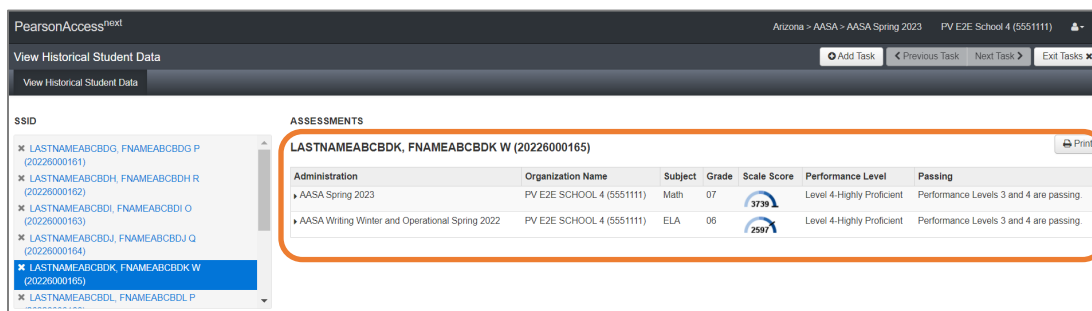 PearsonAccessnext
Arizona > AASA > AASA Spring 2023 PV E2E School 4 (5551111)
View Historical Student Data
Add Task Previous Task Next Task Exit Tasks
View Historical Student Data
SSID
ASSESSMENTS
LASTNAMEABCBDG, FNAMEABCBDG P
(20226000161)
LASTNAMEABCBDH, FNAMEABCBDH R
(20226000162)
LASTNAMEABCBDI, FNAMEABCBDI O
(20226000163)
LASTNAMEABCBDJ, FNAMEABCBDJ Q
(20226000164)
LASTNAMEABCBDK, FNAMEABCBDK W
(20226000165)
LASTNAMEABCBDL, FNAMEABCBDL P
LASTNAMEABCBDK, FNAMEABCBDK W (20226000165)
Print
Administration Organization Name Subject Grade Scale Score Performance Level Passing
AASA Spring 2023 PV E2E SCHOOL 4 (5551111) Math 07 3739 Level 4-Highly Proficient Performance Levels 3 and 4 are passing.
AASA Writing Winter and Operational Spring 2022 PV E2E SCHOOL 4 (5551111) ELA 06 2597 Level 4-Highly Proficient Performance Levels 3 and 4 are passing.